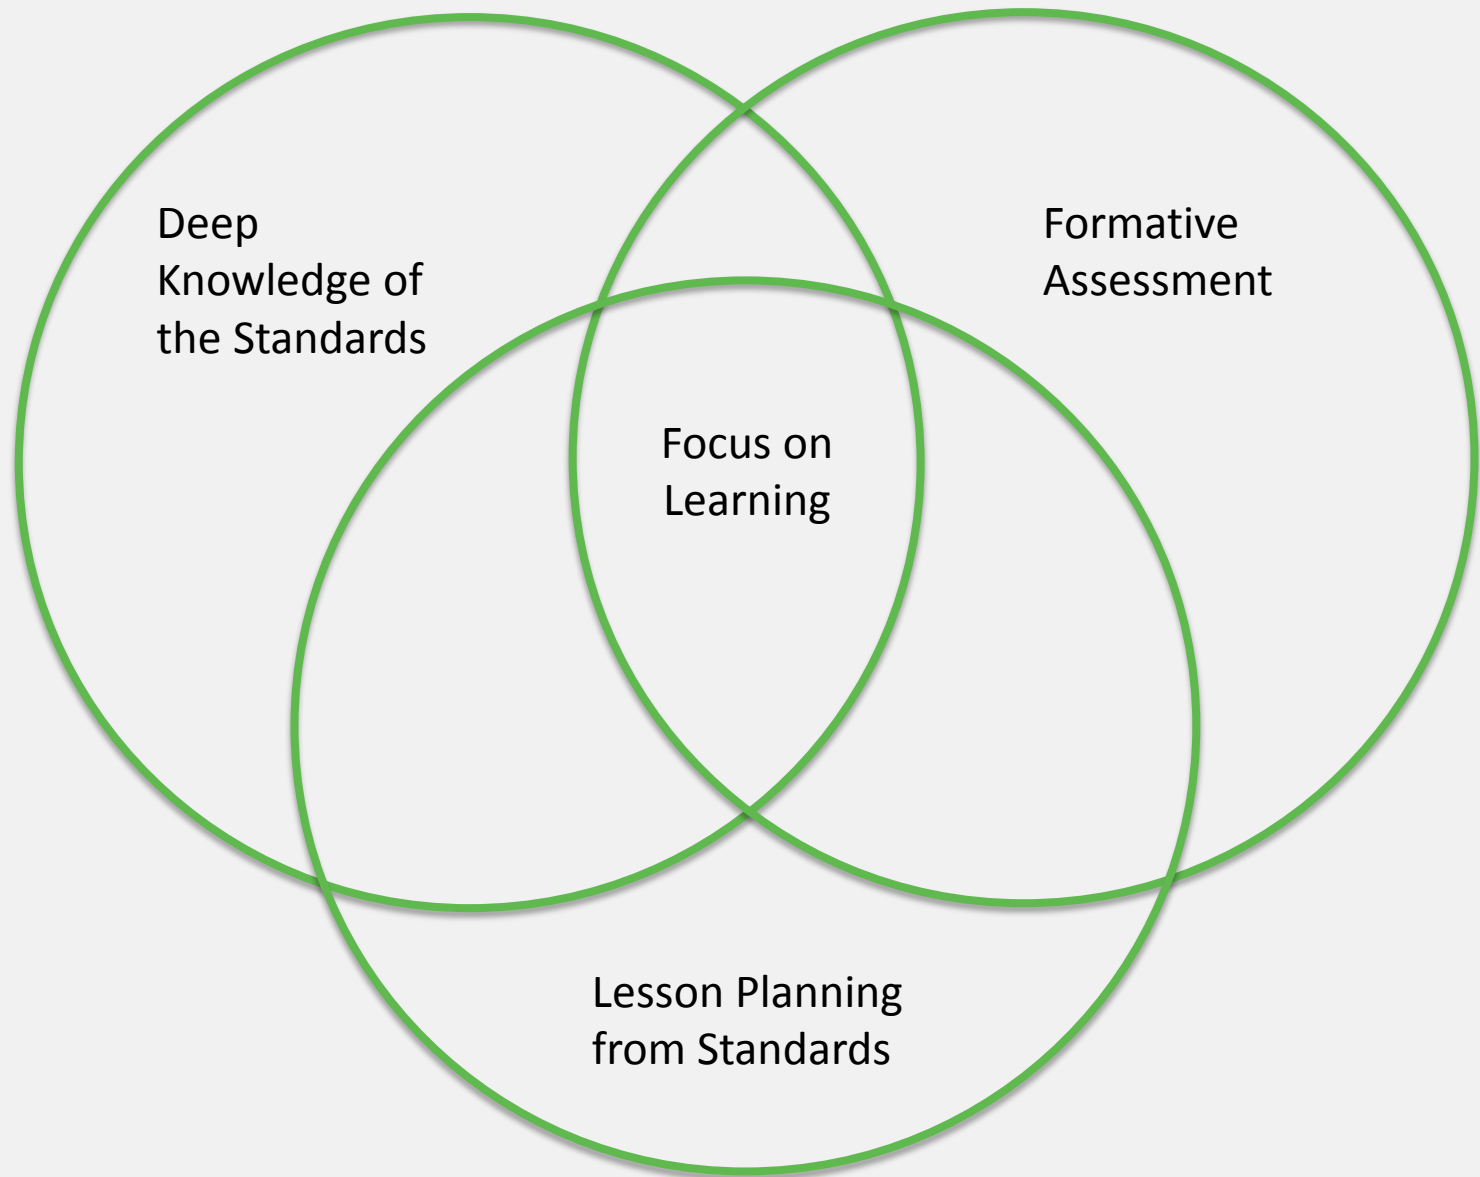 Deep
Knowledge of
the Standards
Formative
Assessment
Focus on
Learning
Lesson Planning
from Standards